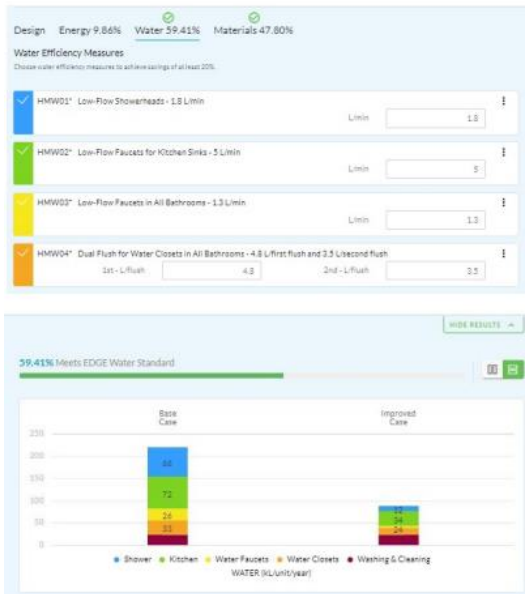 Design Energy 9.86% Water 59.41% Materials 47.80%
Water Efficiency Measures
Choose water efficiency measures to achieve savings of at least 20%.
HMW01* Low-Flow Showerheads - 1.8 L/min
L/min 1.8
HMW02* Low-Flow Faucets for Kitchen Sinks - 5 L/min
L/min 5
HMW03* Low-Flow Faucets in All Bathrooms - 1.3 L/min
L/min 1.3
HMW04* Dual Flush for Water Closets in All Bathrooms - 4.8 L/first flush and 3.5 L/second flush
1st - L/flush 4.8 2nd - L/flush 3.5
HIDE RESULTS
59.41% Meets EDGE Water Standard
Base Case
Improved Case
250
200
150
100
50
0
72
26
33
12
34
24
Shower Kitchen Water Faucets Water Closets Washing & Cleaning
WATER (kL/unit/year)